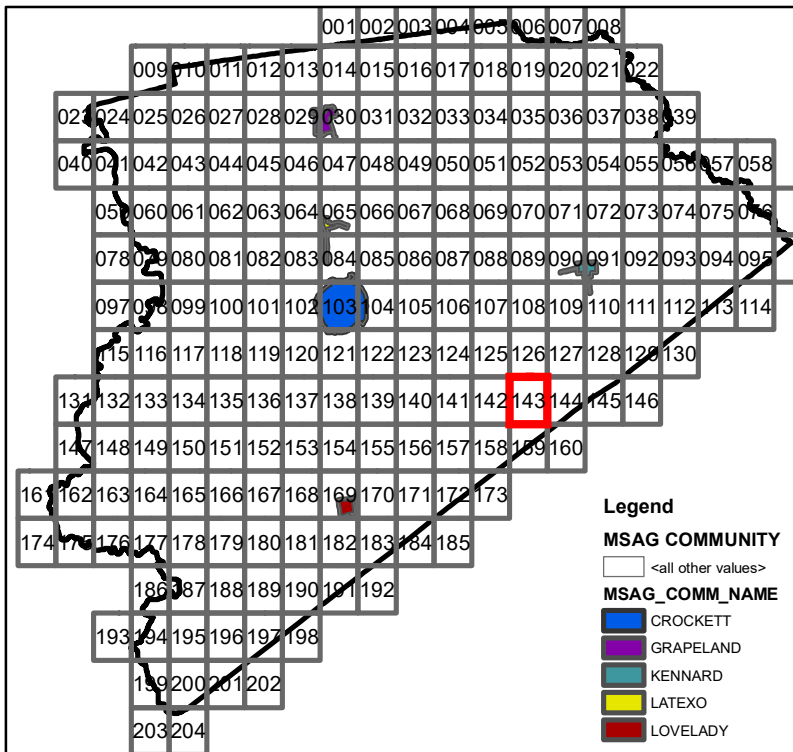 001 002 003 004 005 006 007 008
009 010 011 012 013 014 015 016 017 018 019 020 021 022
023 024 025 026 027 028 029 030 031 032 033 034 035 036 037 038 039
040 041 042 043 044 045 046 047 048 049 050 051 052 053 054 055 056 057 058
059 060 061 062 063 064 065 066 067 068 069 070 071 072 073 074 075 076
078 079 080 081 082 083 084 085 086 087 088 089 090 091 092 093 094 095
097 098 099 100 101 102 103 104 105 106 107 108 109 110 111 112 113 114
115 116 117 118 119 120 121 122 123 124 125 126 127 128 129 130
131 132 133 134 135 136 137 138 139 140 141 142 143 144 145 146
147 148 149 150 151 152 153 154 155 156 157 158 159 160
161 162 163 164 165 166 167 168 169 170 171 172 173
174 175 176 177 178 179 180 181 182 183 184 185
186 187 188 189 190 191 192
193 194 195 196 197 198
199 200 201 202
203 204
Legend
MSAG COMMUNITY
<all other values>
MSAG_COMM_NAME
CROCKETT
GRAPELAND
KENNARD
LATEXO
LOVELADY